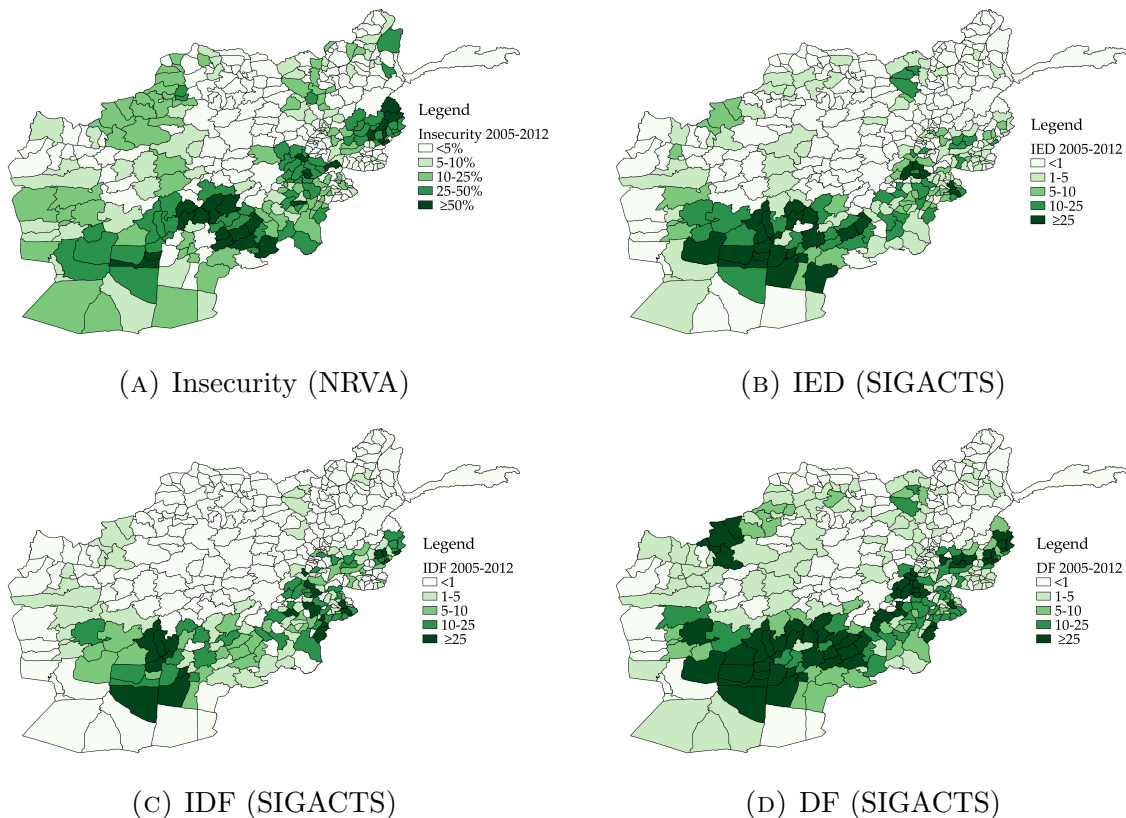 Legend
Insecurity 2005-2012
<5%
5-10%
10-25%
25-50%
≥50%
(A) Insecurity (NRVA)
Legend
IED 2005-2012
<1
1-5
5-10
10-25
≥25
(B) IED (SIGACTS)
Legend
IDF 2005-2012
<1
1-5
5-10
10-25
≥25
(C) IDF (SIGACTS)
Legend
DF 2005-2012
<1
1-5
5-10
10-25
≥25
(D) DF (SIGACTS)